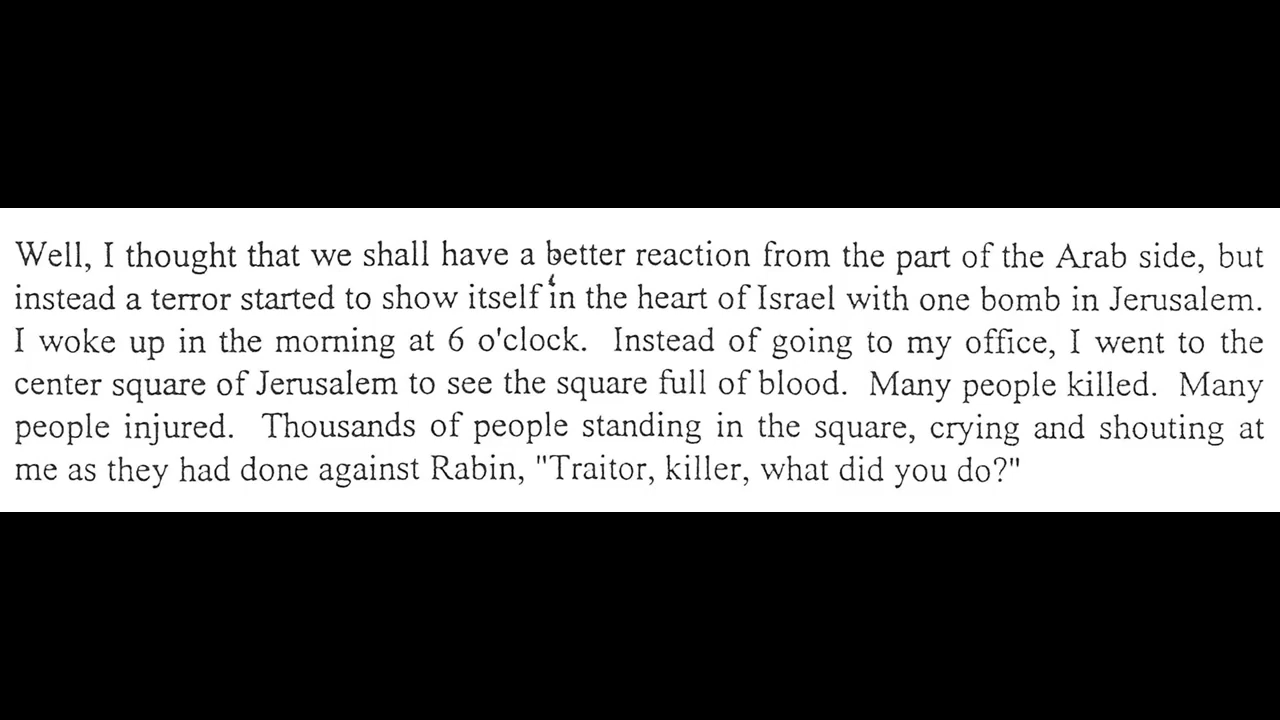 Well, I thought that we shall have a better reaction from the part of the Arab side, but
instead a terror started to show itself in the heart of Israel with one bomb in Jerusalem.
I woke up in the morning at 6 o'clock. Instead of going to my office, I went to the
center square of Jerusalem to see the square full of blood. Many people killed. Many
people injured. Thousands of people standing in the square, crying and shouting at
me as they had done against Rabin, "Traitor, killer, what did you do?"